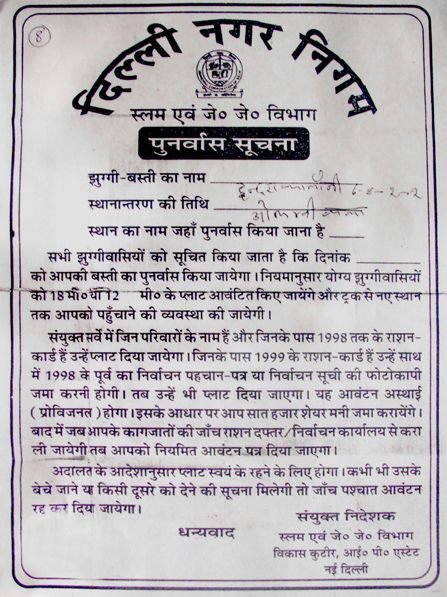 8
दिल्ली नगर निगम
स्लम एवं जे० जे० विभाग
पुनर्वास सूचना
झुग्गी-बस्ती का नाम
स्थानान्तरण की तिथि
स्थान का नाम जहाँ पुनर्वास किया जाना है
सभी झुग्गीवासियों को सूचित किया जाता है कि दिनांक
को आपकी बस्ती का पुनर्वास किया जायेगा। नियमानुसार योग्य झुग्गीवासियों
को 18 मी० या 12 मी० के प्लाट आवंटित किए जायेंगे और ट्रक से नए स्थान
तक आपको पहुँचाने की व्यवस्था की जायेगी।
संयुक्त सर्वे में जिन परिवारों के नाम हैं और जिनके पास 1998 तक के राशन-
कार्ड हैं उन्हें प्लाट दिया जायेगा। जिनके पास 1999 के राशन-कार्ड हैं उन्हें साथ
में 1998 के पूर्व का निर्वाचन पहचान-पत्र या निर्वाचन सूची की फोटोकापी
जमा करनी होगी। तब उन्हें भी प्लाट दिया जाएगा। यह आवंटन अस्थाई
(प्रोविजनल) होगा। इसके आधार पर आप सात हजार शेयर मनी जमा करायेंगे।
बाद में जब आपके कागजातों की जाँच राशन दफ्तर/निर्वाचन कार्यालय से करा
ली जायेगी तब आपको नियमित आवंटन पत्र दिया जाएगा।
अदालत के आदेशानुसार प्लाट स्वयं के रहने के लिए होगा। कभी भी उसके
बेचे जाने या किसी दूसरे को देने की सूचना मिलेगी तो जाँच पश्चात आवंटन
रद्द कर दिया जायेगा।
धन्यवाद
संयुक्त निदेशक
स्लम एवं जे० जे० विभाग
विकास कुटीर, आई० पी० एस्टेट
नई दिल्ली